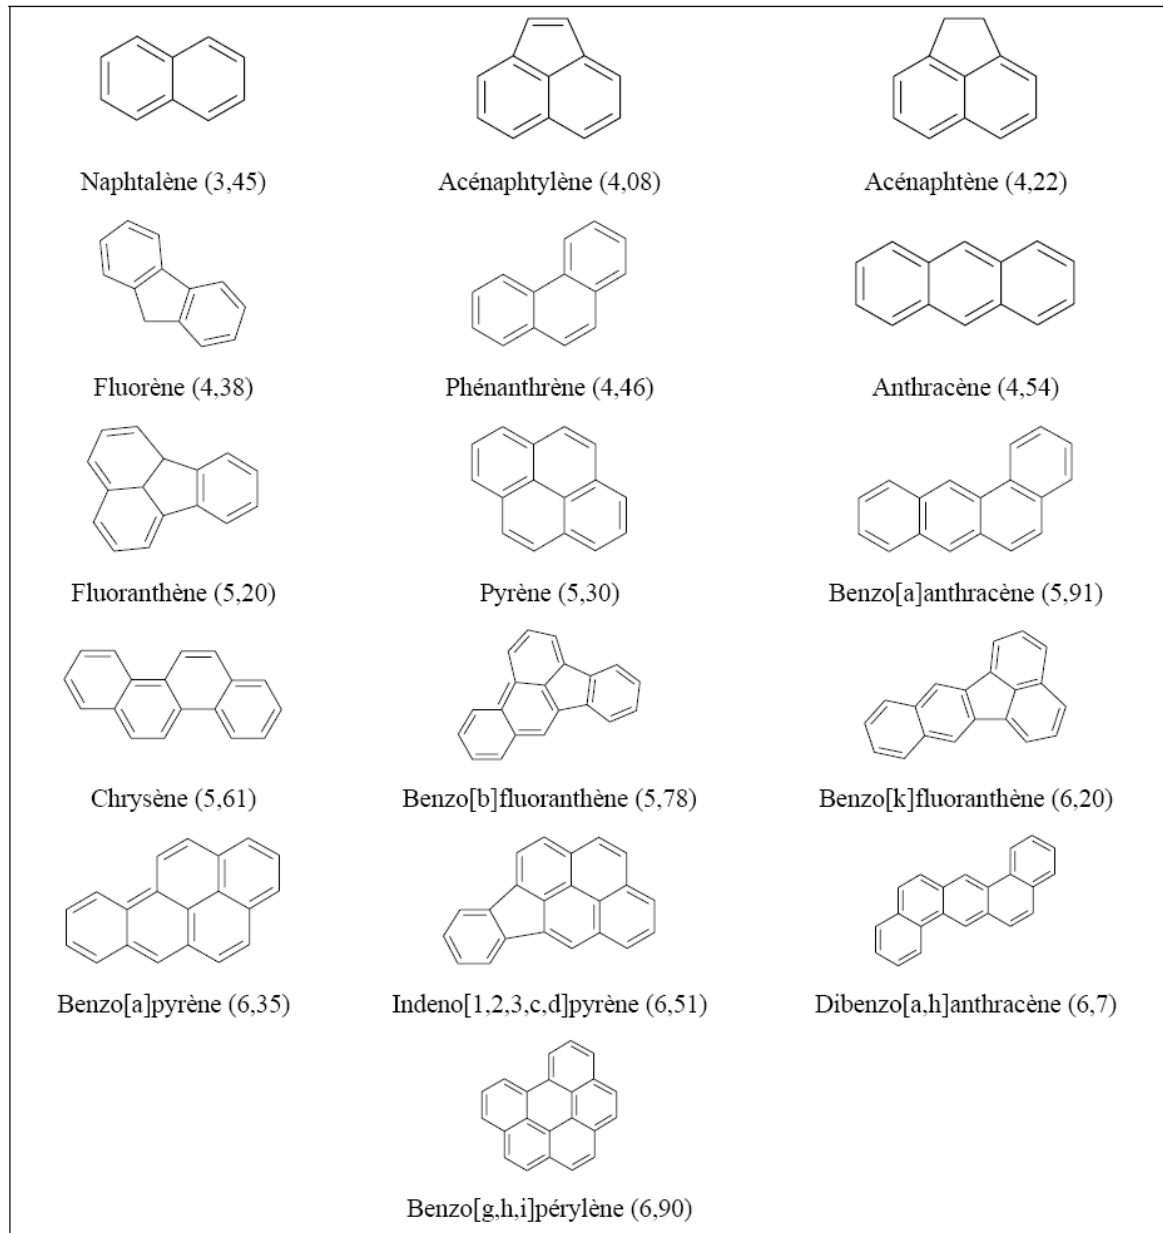 Naphtalène (3,45) Acénaphtylène (4,08) Acénaphtène (4,22)
Fluorène (4,38) Phénanthrène (4,46) Anthracène (4,54)
Fluoranthène (5,20) Pyrène (5,30) Benzo[a]anthracène (5,91)
Chrysène (5,61) Benzo[b]fluoranthène (5,78) Benzo[k]fluoranthène (6,20)
Benzo[a]pyrène (6,35) Indeno[1,2,3,c,d]pyrène (6,51) Dibenzo[a,h]anthracène (6,7)
Benzo[g,h,i]pérylène (6,90)